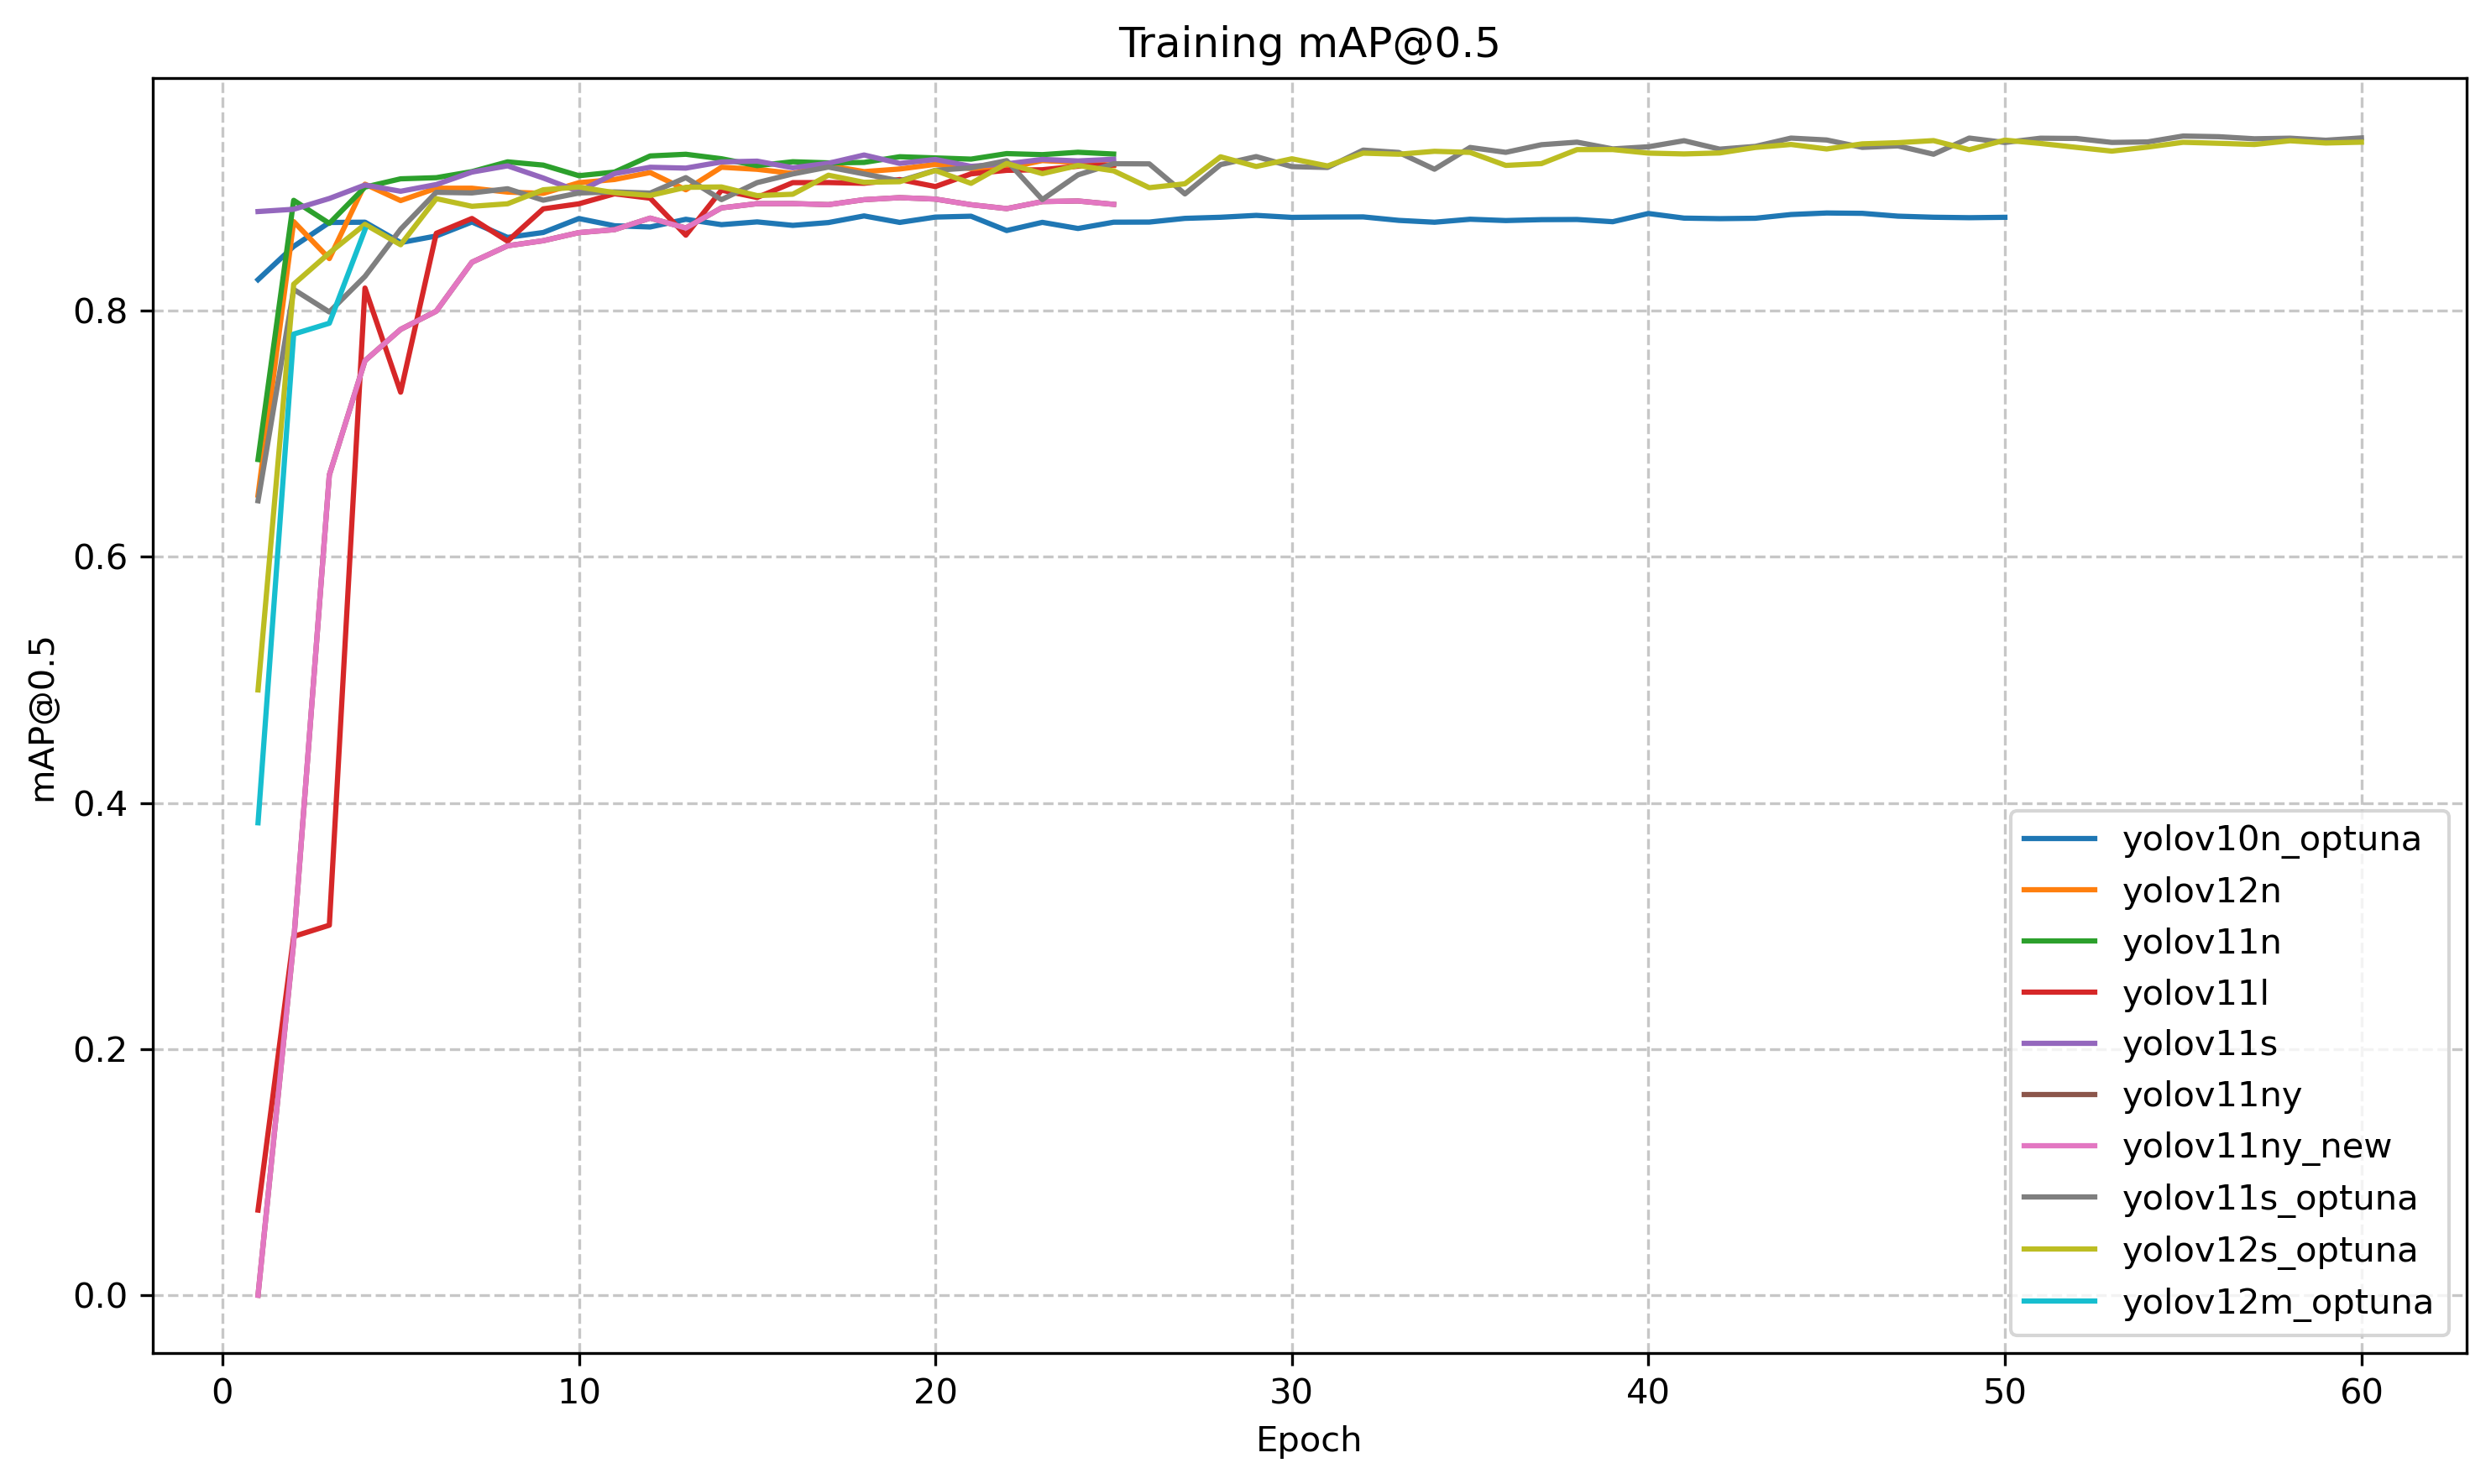 Training mAP@0.5
mAP@0.5
0.8
0.6
0.4
0.2
0.0
0 10 20 30 40 50 60
Epoch
yolov10n_optuna
yolov12n
yolov11n
yolov11l
yolov11s
yolov11ny
yolov11ny_new
yolov11s_optuna
yolov12s_optuna
yolov12m_optuna